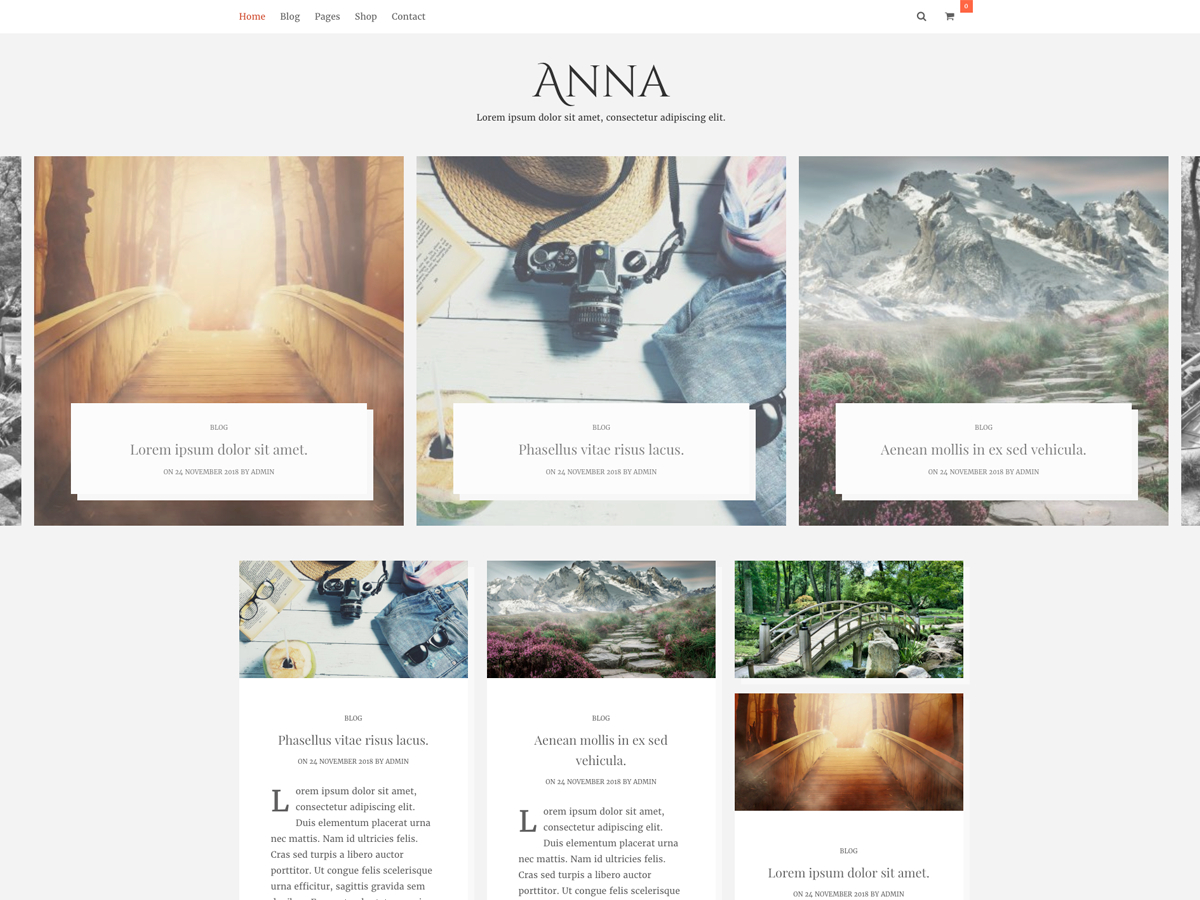 Home Blog Pages Shop Contact 0
ANNA
Lorem ipsum dolor sit amet, consectetur adipiscing elit.
BLOG
Lorem ipsum dolor sit amet.
ON 24 NOVEMBER 2018 BY ADMIN
BLOG
Phasellus vitae risus lacus.
ON 24 NOVEMBER 2018 BY ADMIN
BLOG
Aenean mollis in ex sed vehicula.
ON 24 NOVEMBER 2018 BY ADMIN
BLOG
Phasellus vitae risus lacus.
ON 24 NOVEMBER 2018 BY ADMIN
Lorem ipsum dolor sit amet,
consectetur adipiscing elit.
Duis elementum placerat urna
nec mattis. Nam id ultricies felis.
Cras sed turpis a libero auctor
porttitor. Ut congue felis scelerisque
urna efficitur, sagittis gravida sem
BLOG
Aenean mollis in ex sed
vehicula.
ON 24 NOVEMBER 2018 BY ADMIN
Lorem ipsum dolor sit amet,
consectetur adipiscing elit.
Duis elementum placerat urna
nec mattis. Nam id ultricies felis.
Cras sed turpis a libero auctor
porttitor. Ut congue felis scelerisque
BLOG
Lorem ipsum dolor sit amet.
ON 24 NOVEMBER 2018 BY ADMIN